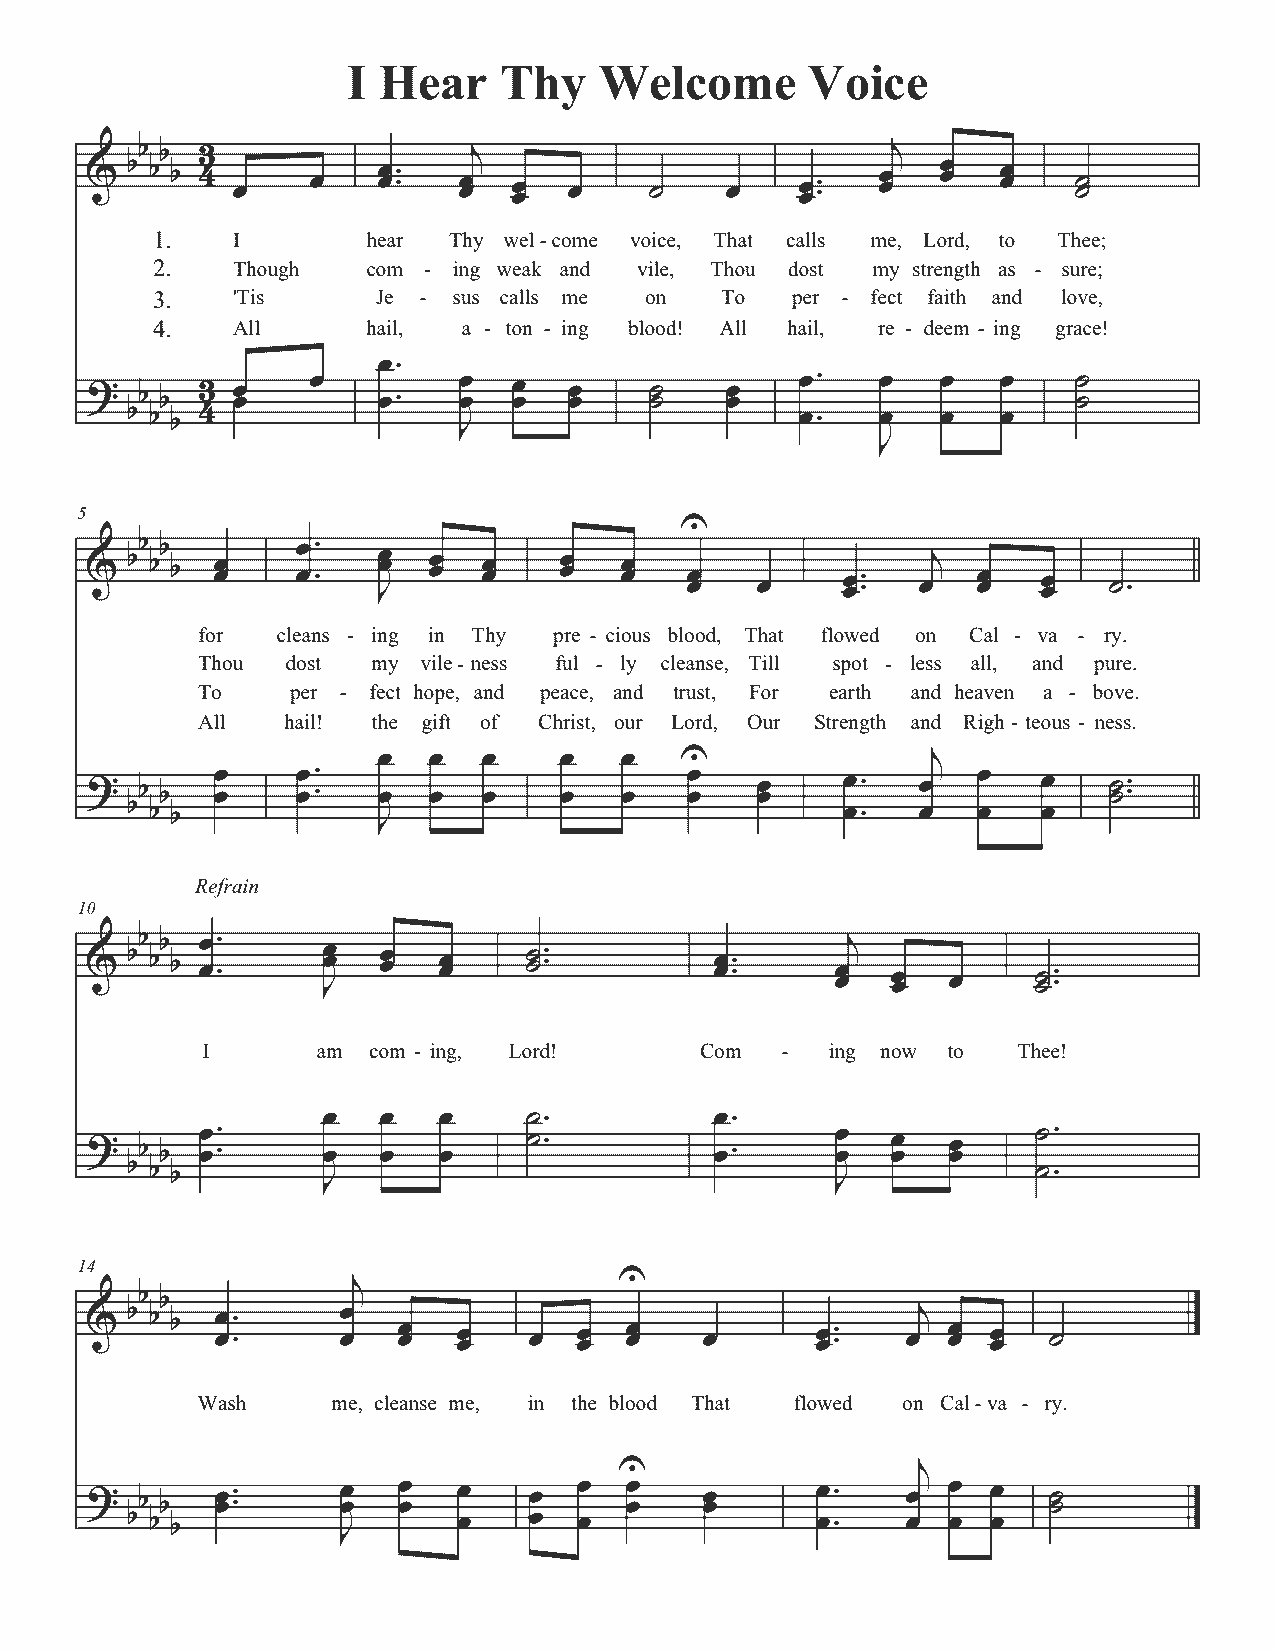 I Hear Thy Welcome Voice
3
4
1. I hear Thy wel - come voice, That calls me, Lord, to Thee;
2. Though com - ing weak and vile, Thou dost my strength as - sure;
3. 'Tis Je - sus calls me on To per - fect faith and love,
4. All hail, a - ton - ing blood! All hail, re - deem - ing grace!
3
4
5
for cleans - ing in Thy pre - cious blood, That flowed on Cal - va - ry.
Thou dost my vile - ness ful - ly cleanse, Till spot - less all, and pure.
To per - fect hope, and peace, and trust, For earth and heaven a - bove.
All hail! the gift of Christ, our Lord, Our Strength and Righ - teous - ness.
Refrain
10
I am com - ing, Lord! Com - ing now to Thee!
14
Wash me, cleanse me, in the blood That flowed on Cal - va - ry.